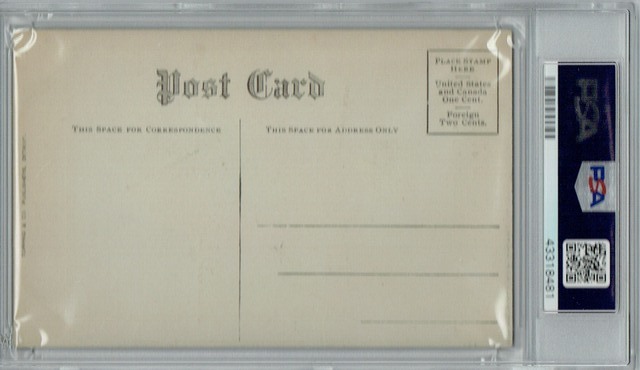 Post Card
PLACE STAMP
HERE
United States
and Canada
One Cent.
Foreign
Two Cents.
THIS SPACE FOR CORRESPONDENCE
THIS SPACE FOR ADDRESS ONLY
PSA
PSA
43318481